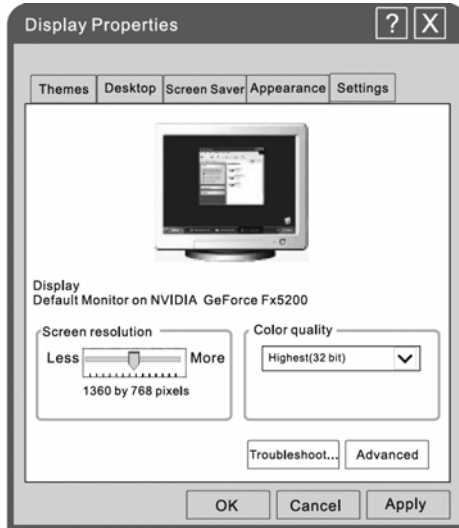 Display Properties
? X
Themes Desktop Screen Saver Appearance Settings
Display
Default Monitor on NVIDIA GeForce Fx5200
Screen resolution
Less More
1360 by 768 pixels
Color quality
Highest(32 bit)
Troubleshoot... Advanced
OK Cancel Apply